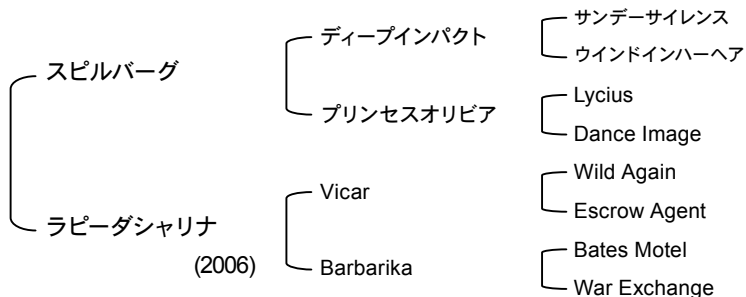 サンデーサイレンス
ディープインパクト
ウインドインハーヘア
スピルバーグ
Lycius
プリンセスオリビア
Dance Image
Wild Again
Vicar
Escrow Agent
ラピーダシャリナ
Bates Motel
(2006)
Barbarika
War Exchange